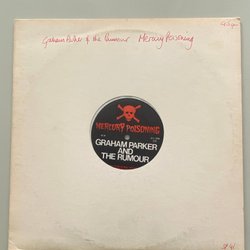 Graham Parker & the Rumour Mercury Poisoning
MERCURY POISONING
GRAHAM PARKER
AND
THE RUMOUR